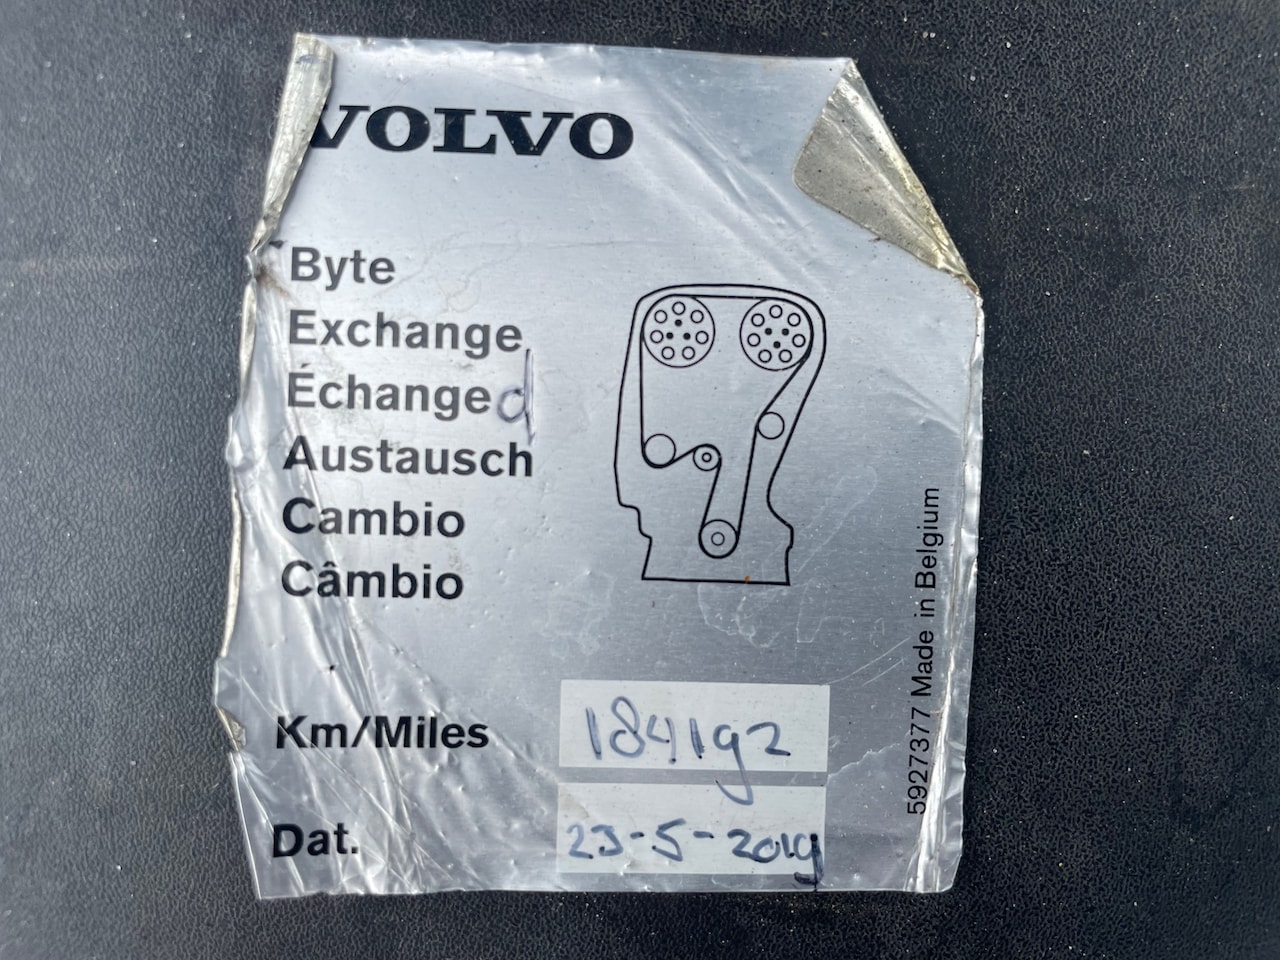 VOLVO
Byte
Exchange
Échanged
Austausch
Cambio
Câmbio
Km/Miles 184192
Dat. 23-5-2019
5927377 Made in Belgium